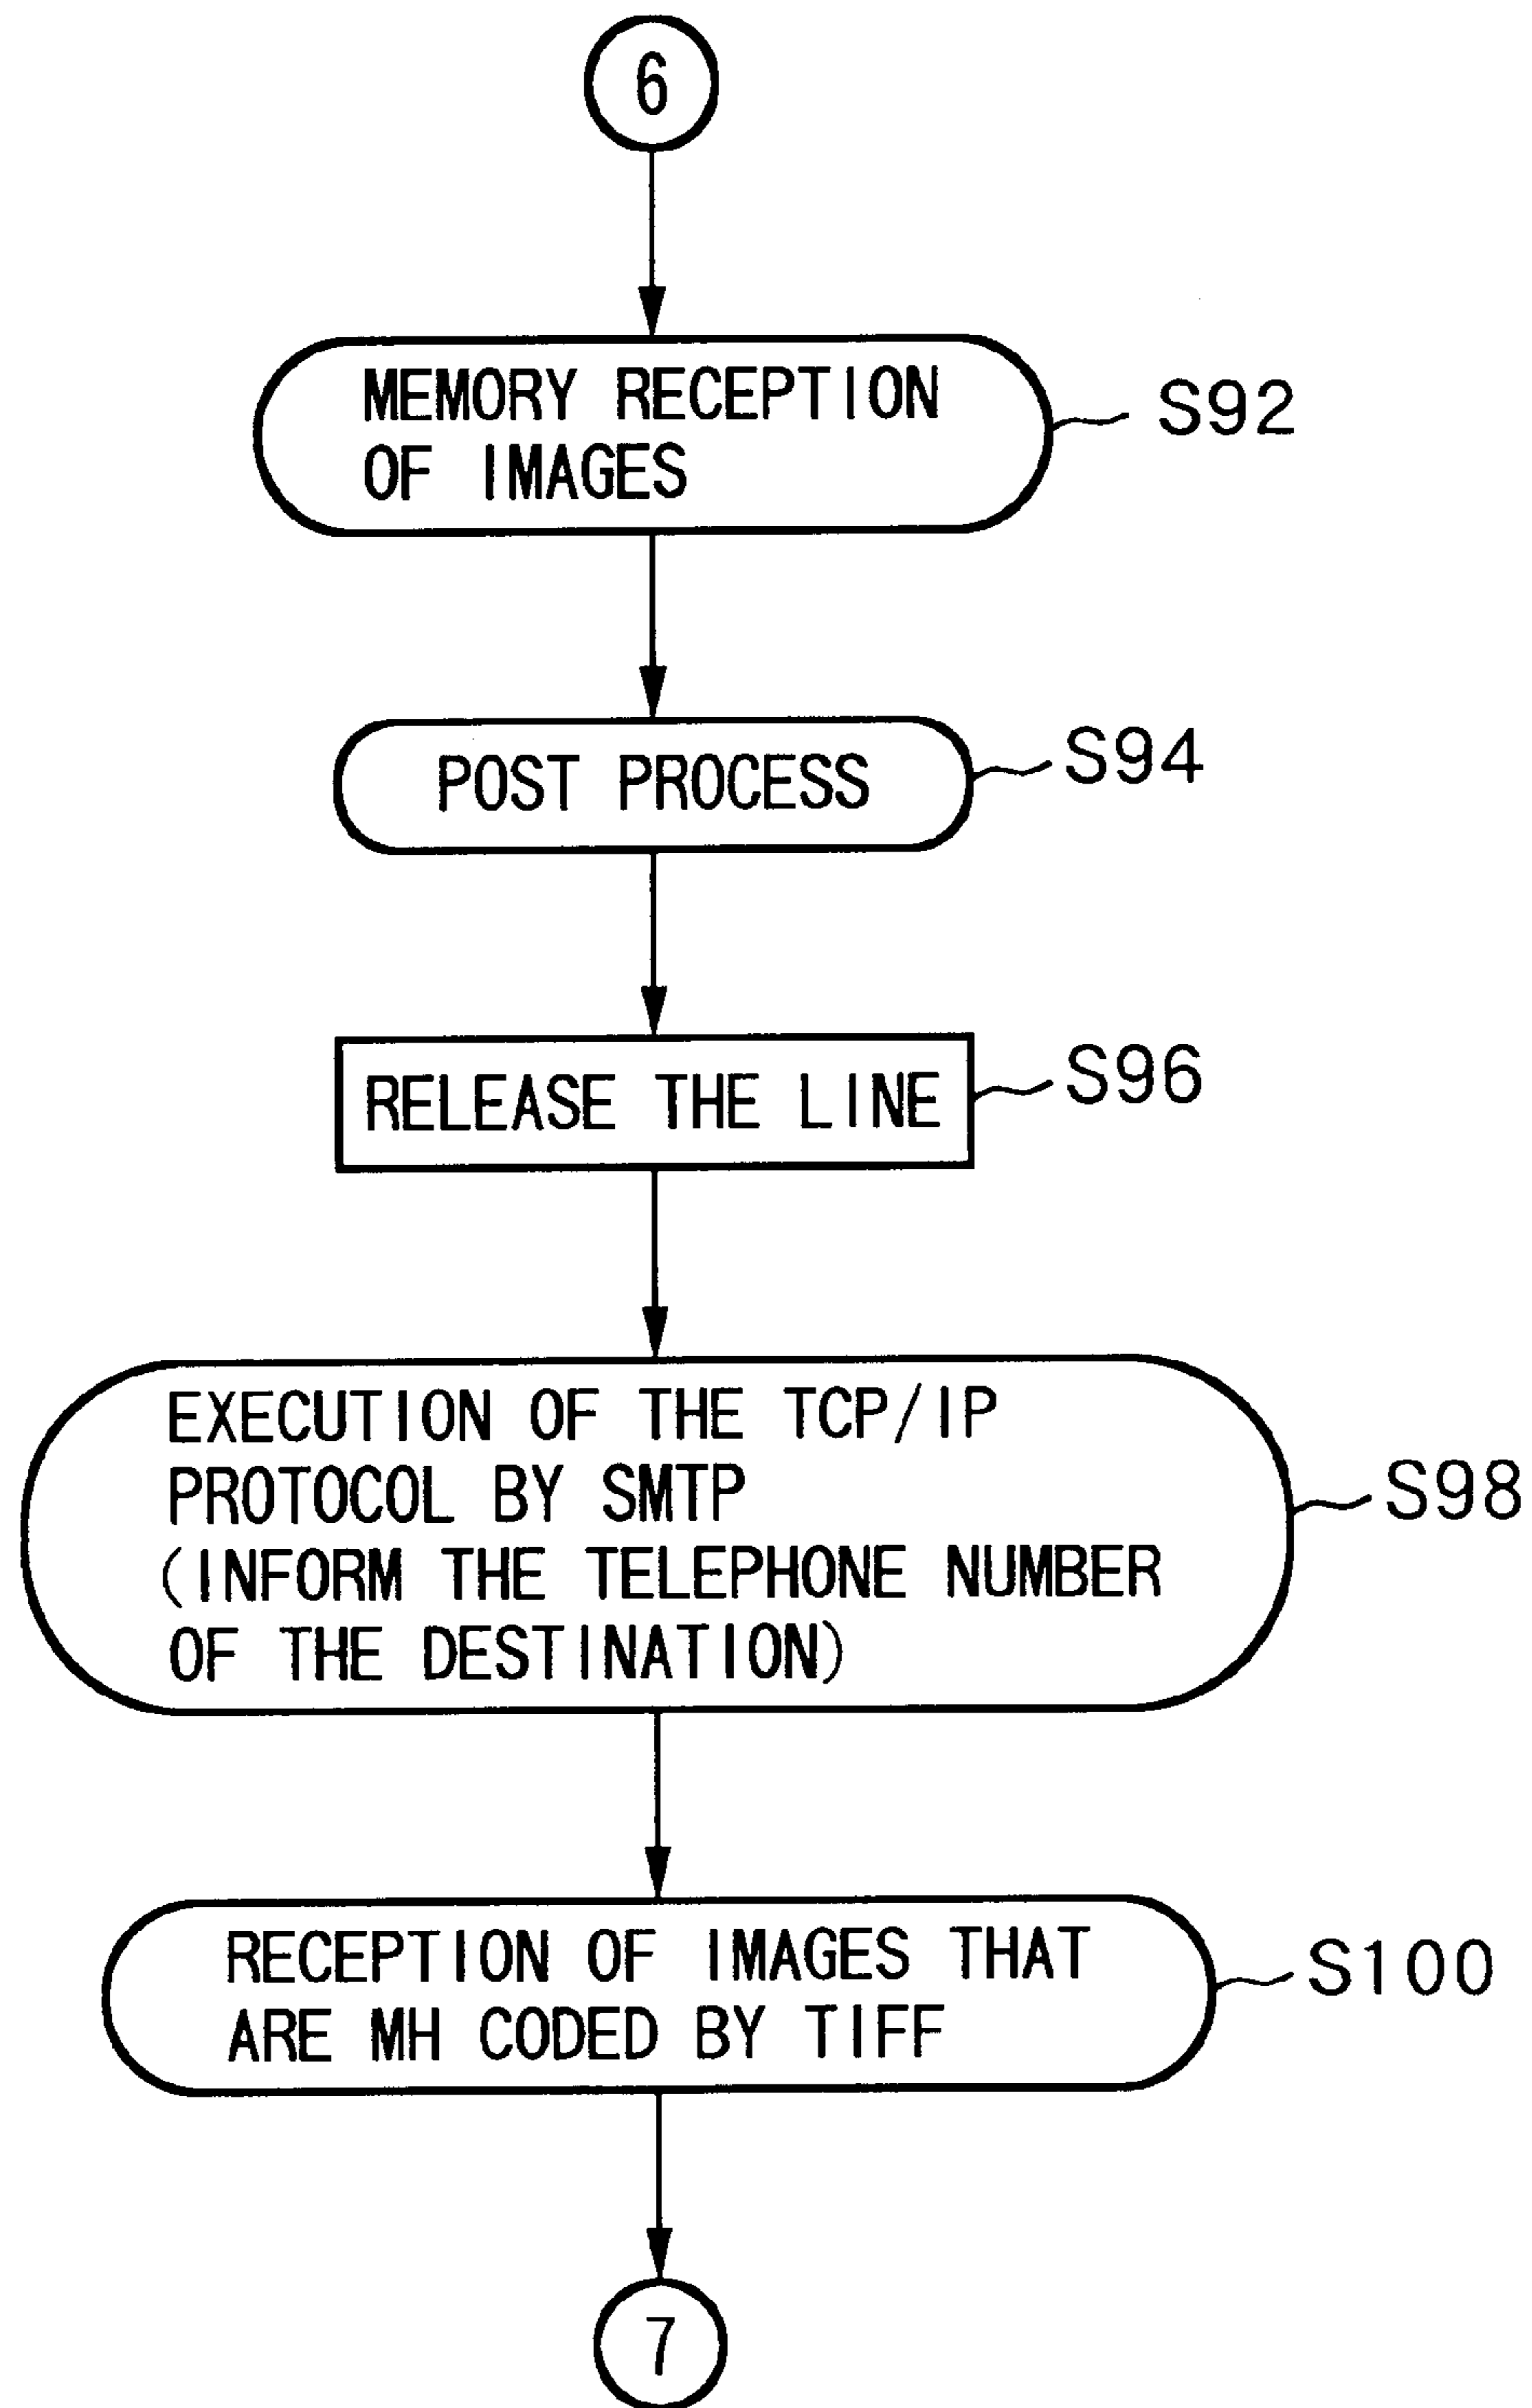 6
MEMORY RECEPTION
OF IMAGES
S92
POST PROCESS
S94
RELEASE THE LINE
S96
EXECUTION OF THE TCP/IP
PROTOCOL BY SMTP
(INFORM THE TELEPHONE NUMBER
OF THE DESTINATION)
S98
RECEPTION OF IMAGES THAT
ARE MH CODED BY TIFF
S100
7